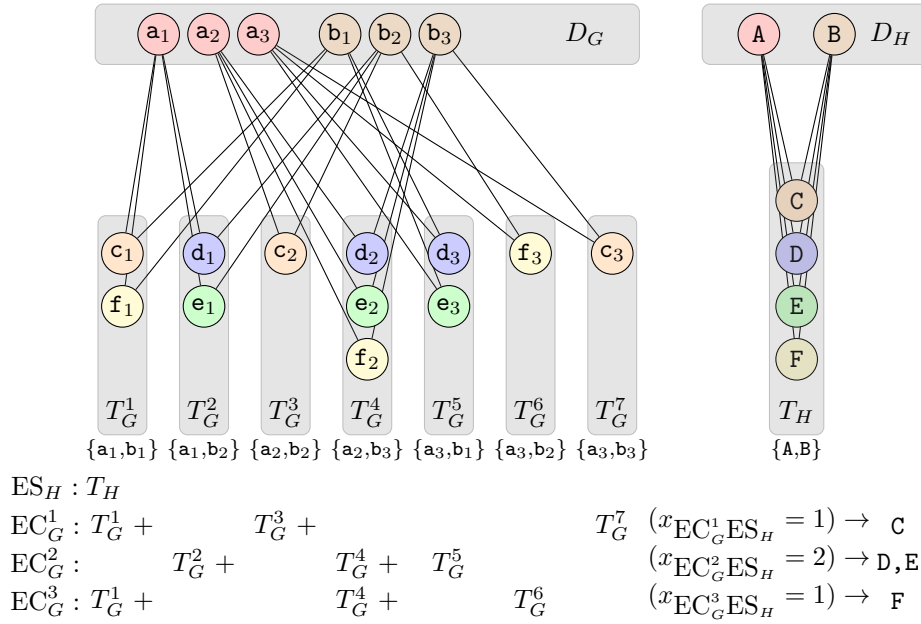 a₁ a₂ a₃ b₁ b₂ b₃ D_G A B D_H
C
c₁ d₁ c₂ d₂ d₃ f₃ c₃ D
f₁ e₁ e₂ e₃ E
f₂ F
T_G^1 T_G^2 T_G^3 T_G^4 T_G^5 T_G^6 T_G^7 T_H
{a₁,b₁} {a₁,b₂} {a₂,b₂} {a₂,b₃} {a₃,b₁} {a₃,b₂} {a₃,b₃} {A,B}
ES_H : T_H
EC_G^1 : T_G^1 + T_G^3 + T_G^7 (x_{EC_G^1 ES_H} = 1) → C
EC_G^2 : T_G^2 + T_G^4 + T_G^5 (x_{EC_G^2 ES_H} = 2) → D,E
EC_G^3 : T_G^1 + T_G^4 + T_G^6 (x_{EC_G^3 ES_H} = 1) → F